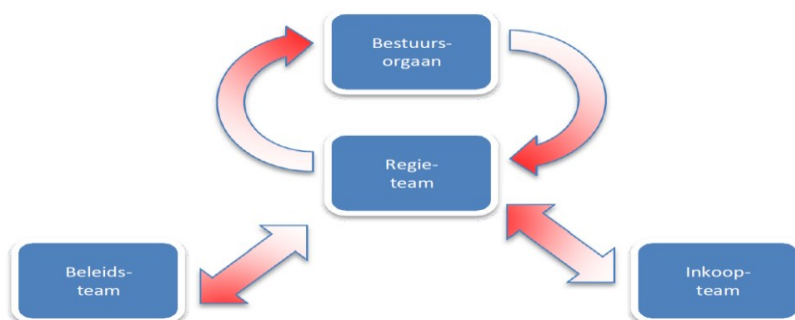 Bestuurs-
orgaan
Regie-
team
Beleids-
team
Inkoop-
team